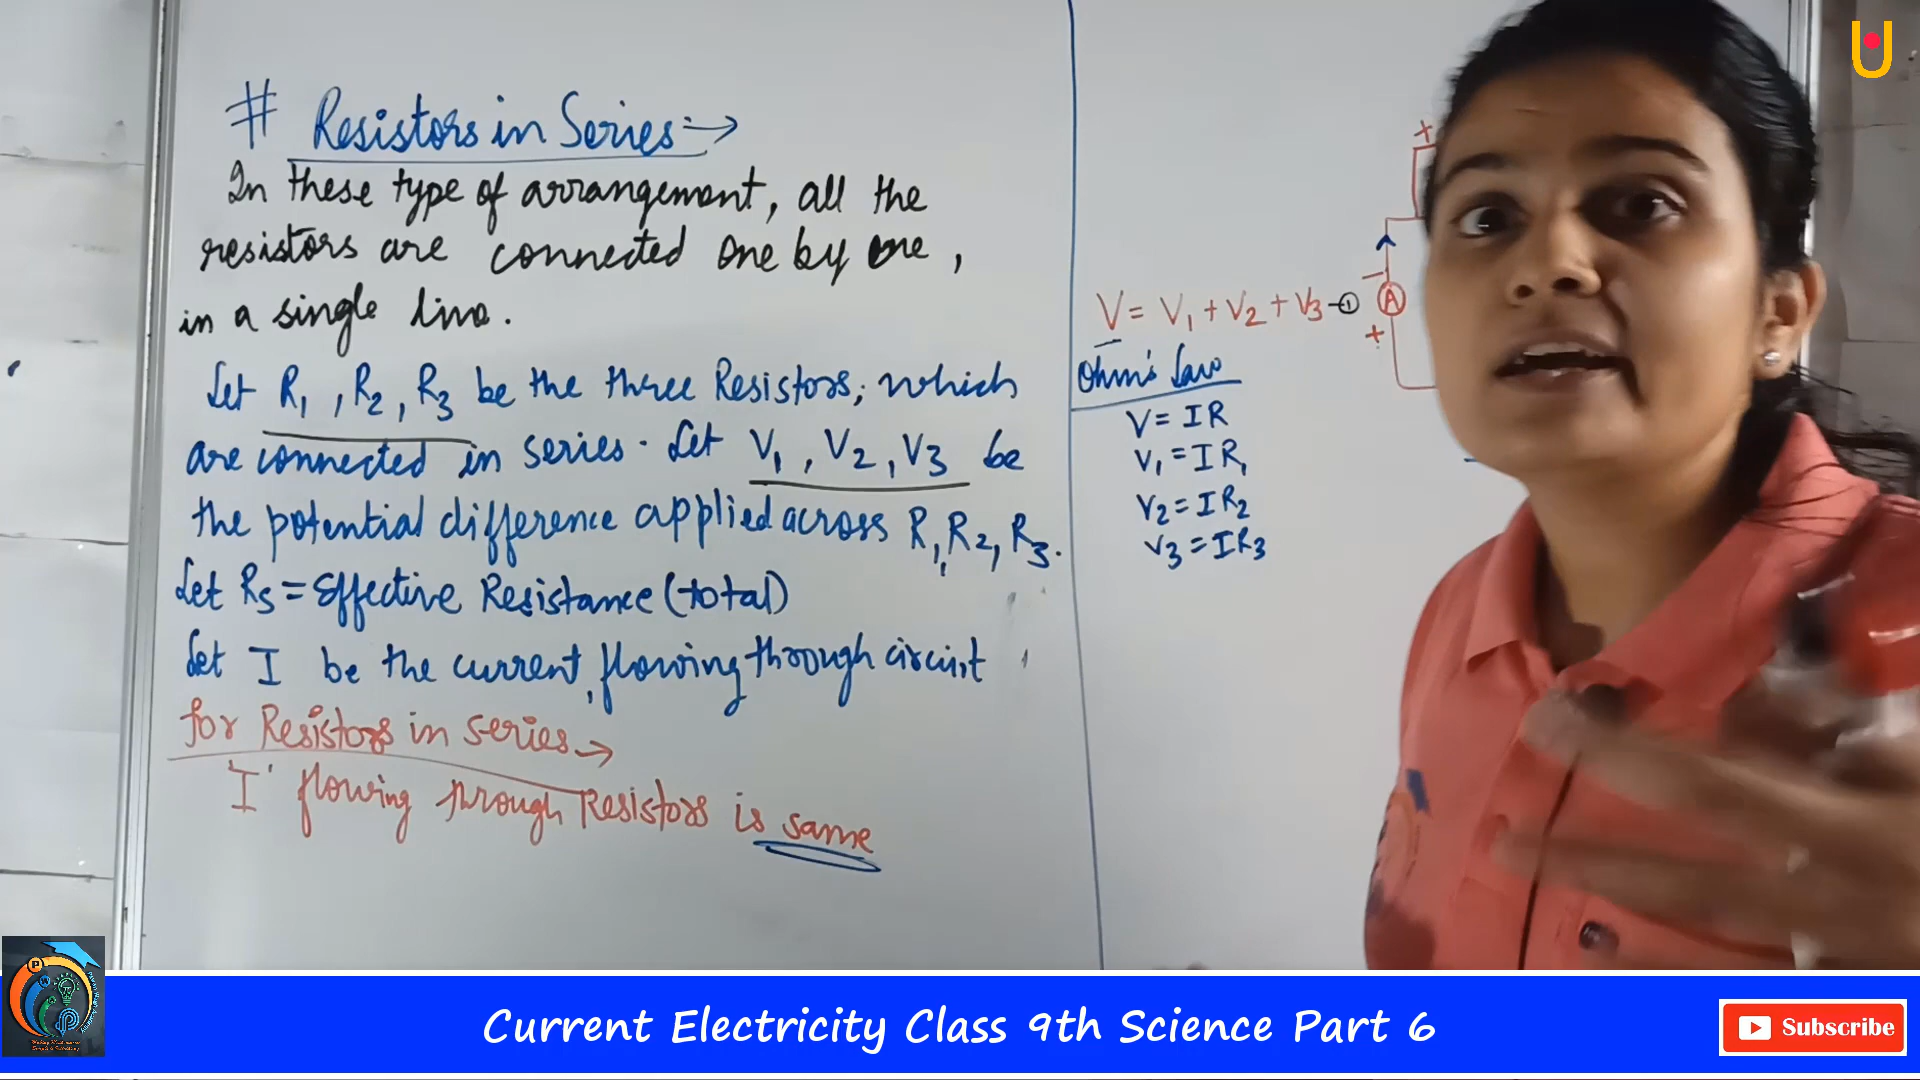 # Resistors in Series :→
In these type of arrangement, all the
resistors are connected one by one,
in a single line.
Let R1, R2, R3 be the three Resistors, which
are connected in series. Let V1, V2, V3 be
the potential difference applied across R1, R2, R3.
Let Rs = Effective Resistance (total)
Let I be the current, flowing through circuit
for Resistors in series →
'I' flowing through Resistors is same
+
-
A
+
V = V1 + V2 + V3 - ①
Ohm's Law
V = IR
V1 = IR1
V2 = IR2
V3 = IR3
U
Current Electricity Class 9th Science Part 6
Subscribe